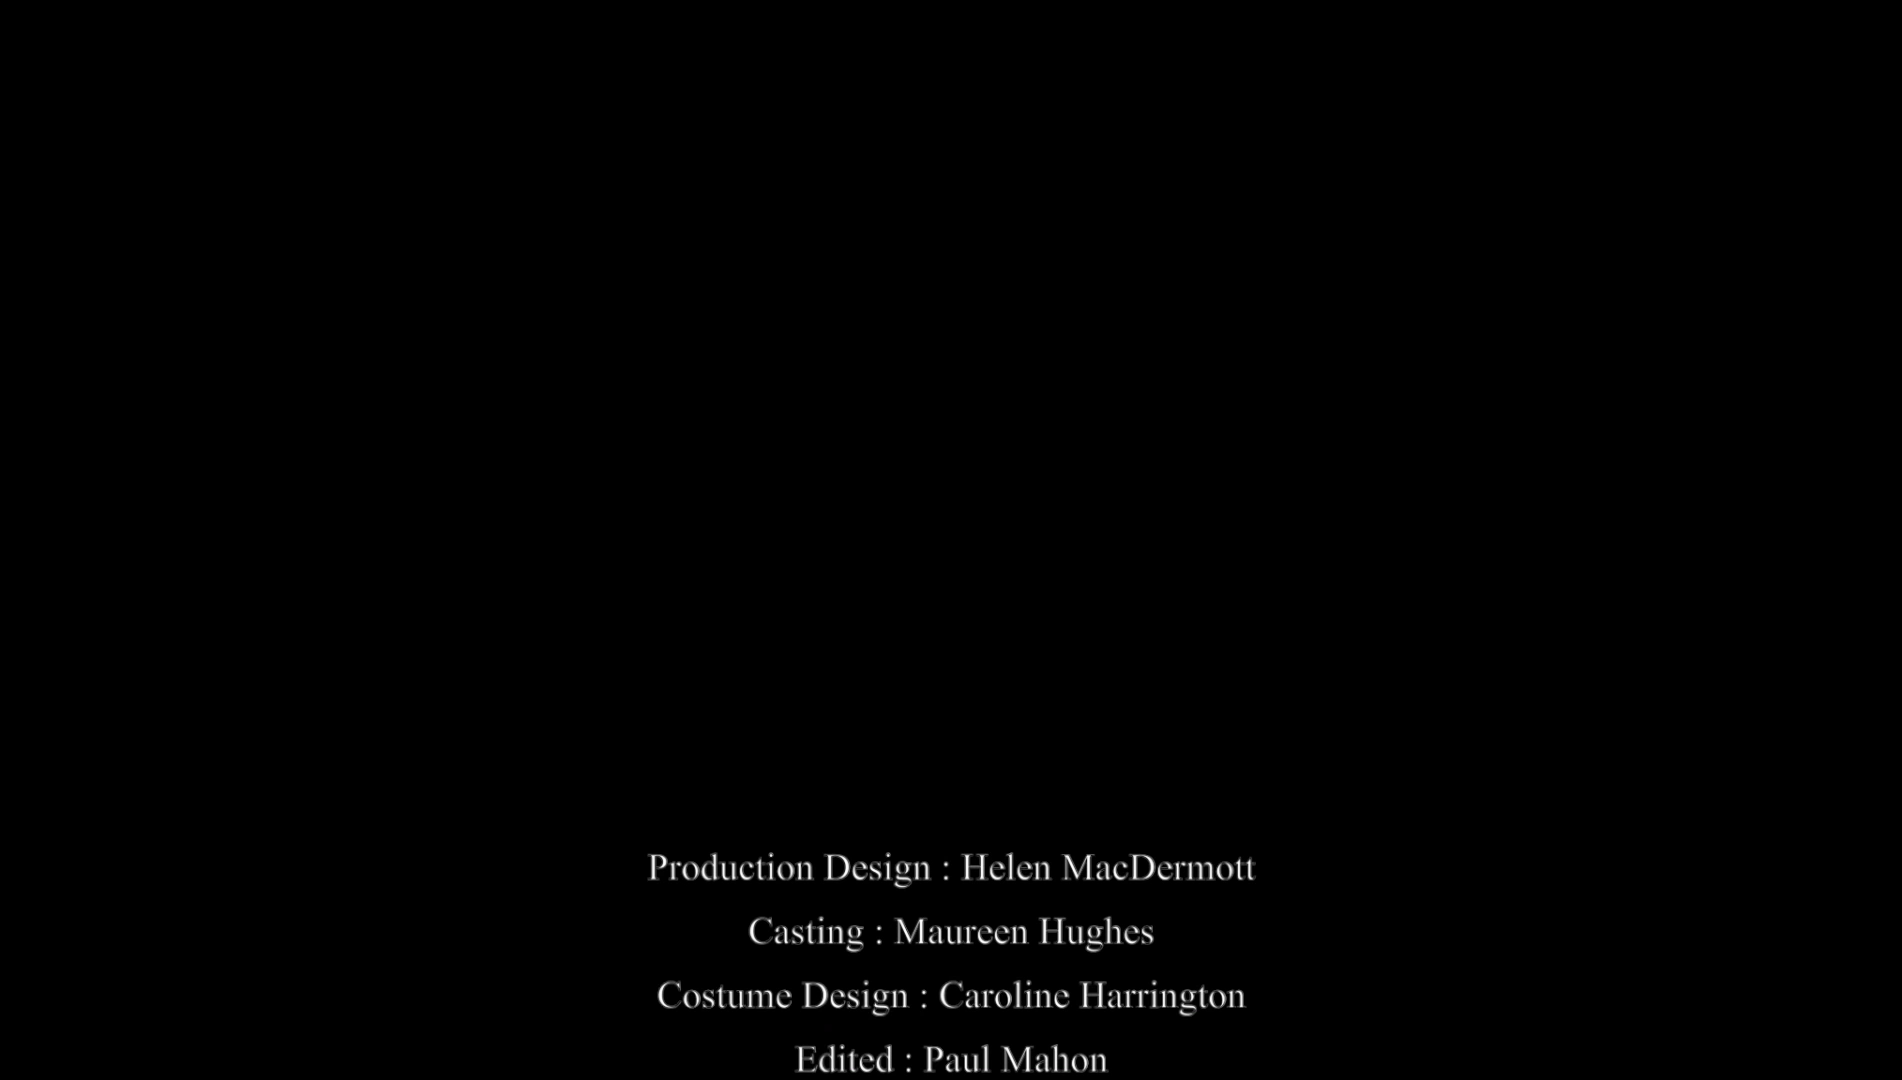 Production Design : Helen MacDermott
Casting : Maureen Hughes
Costume Design : Caroline Harrington
Edited : Paul Mahon